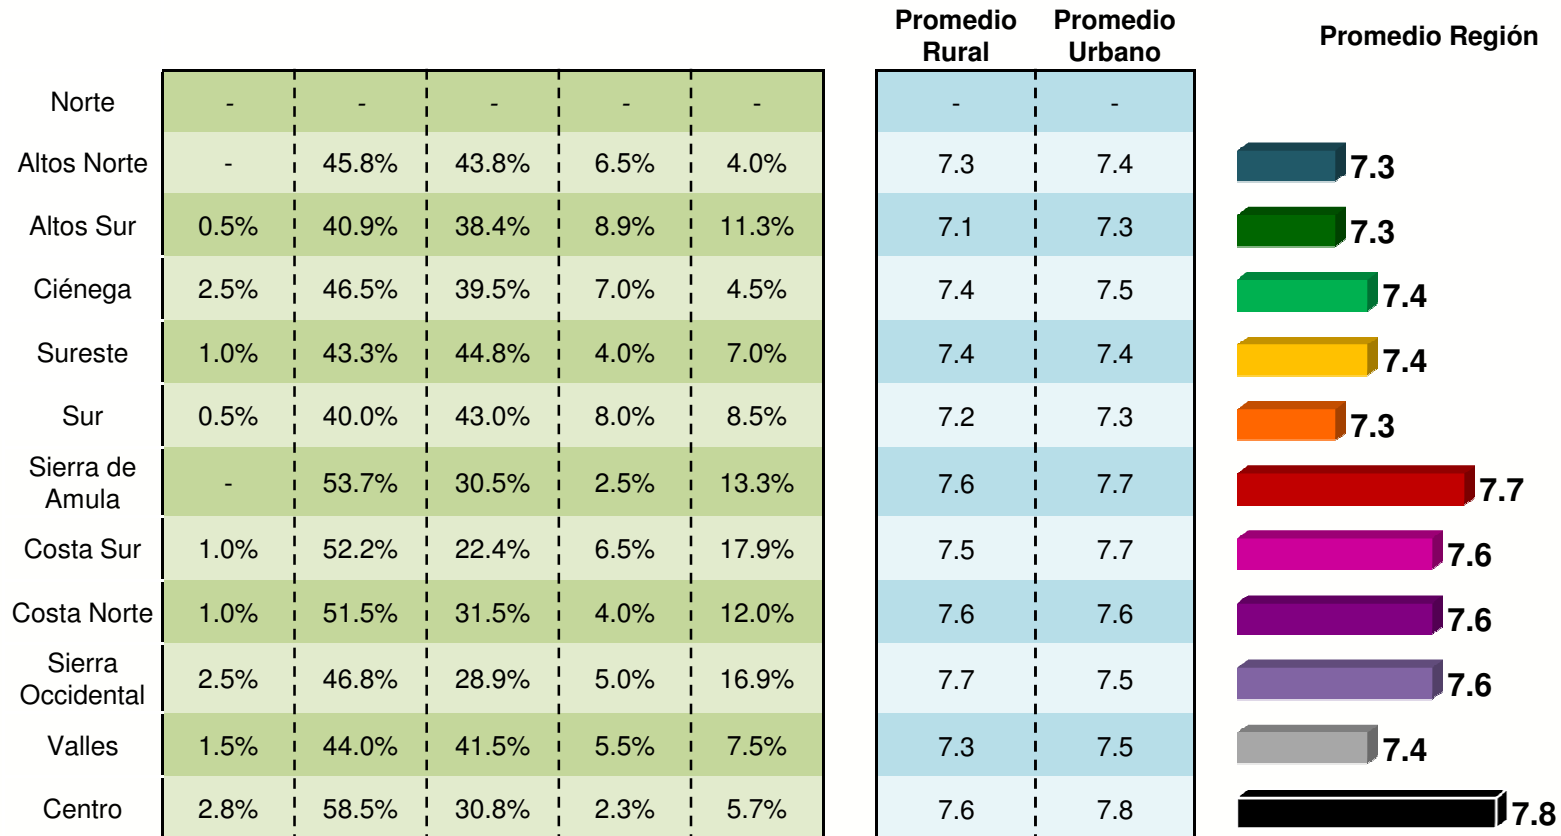 Promedio Rural Promedio Urbano Promedio Región
Norte - - - - - - -
Altos Norte - 45.8% 43.8% 6.5% 4.0% 7.3 7.4 7.3
Altos Sur 0.5% 40.9% 38.4% 8.9% 11.3% 7.1 7.3 7.3
Ciénega 2.5% 46.5% 39.5% 7.0% 4.5% 7.4 7.5 7.4
Sureste 1.0% 43.3% 44.8% 4.0% 7.0% 7.4 7.4 7.4
Sur 0.5% 40.0% 43.0% 8.0% 8.5% 7.2 7.3 7.3
Sierra de Amula - 53.7% 30.5% 2.5% 13.3% 7.6 7.7 7.7
Costa Sur 1.0% 52.2% 22.4% 6.5% 17.9% 7.5 7.7 7.6
Costa Norte 1.0% 51.5% 31.5% 4.0% 12.0% 7.6 7.6 7.6
Sierra Occidental 2.5% 46.8% 28.9% 5.0% 16.9% 7.7 7.5 7.6
Valles 1.5% 44.0% 41.5% 5.5% 7.5% 7.3 7.5 7.4
Centro 2.8% 58.5% 30.8% 2.3% 5.7% 7.6 7.8 7.8